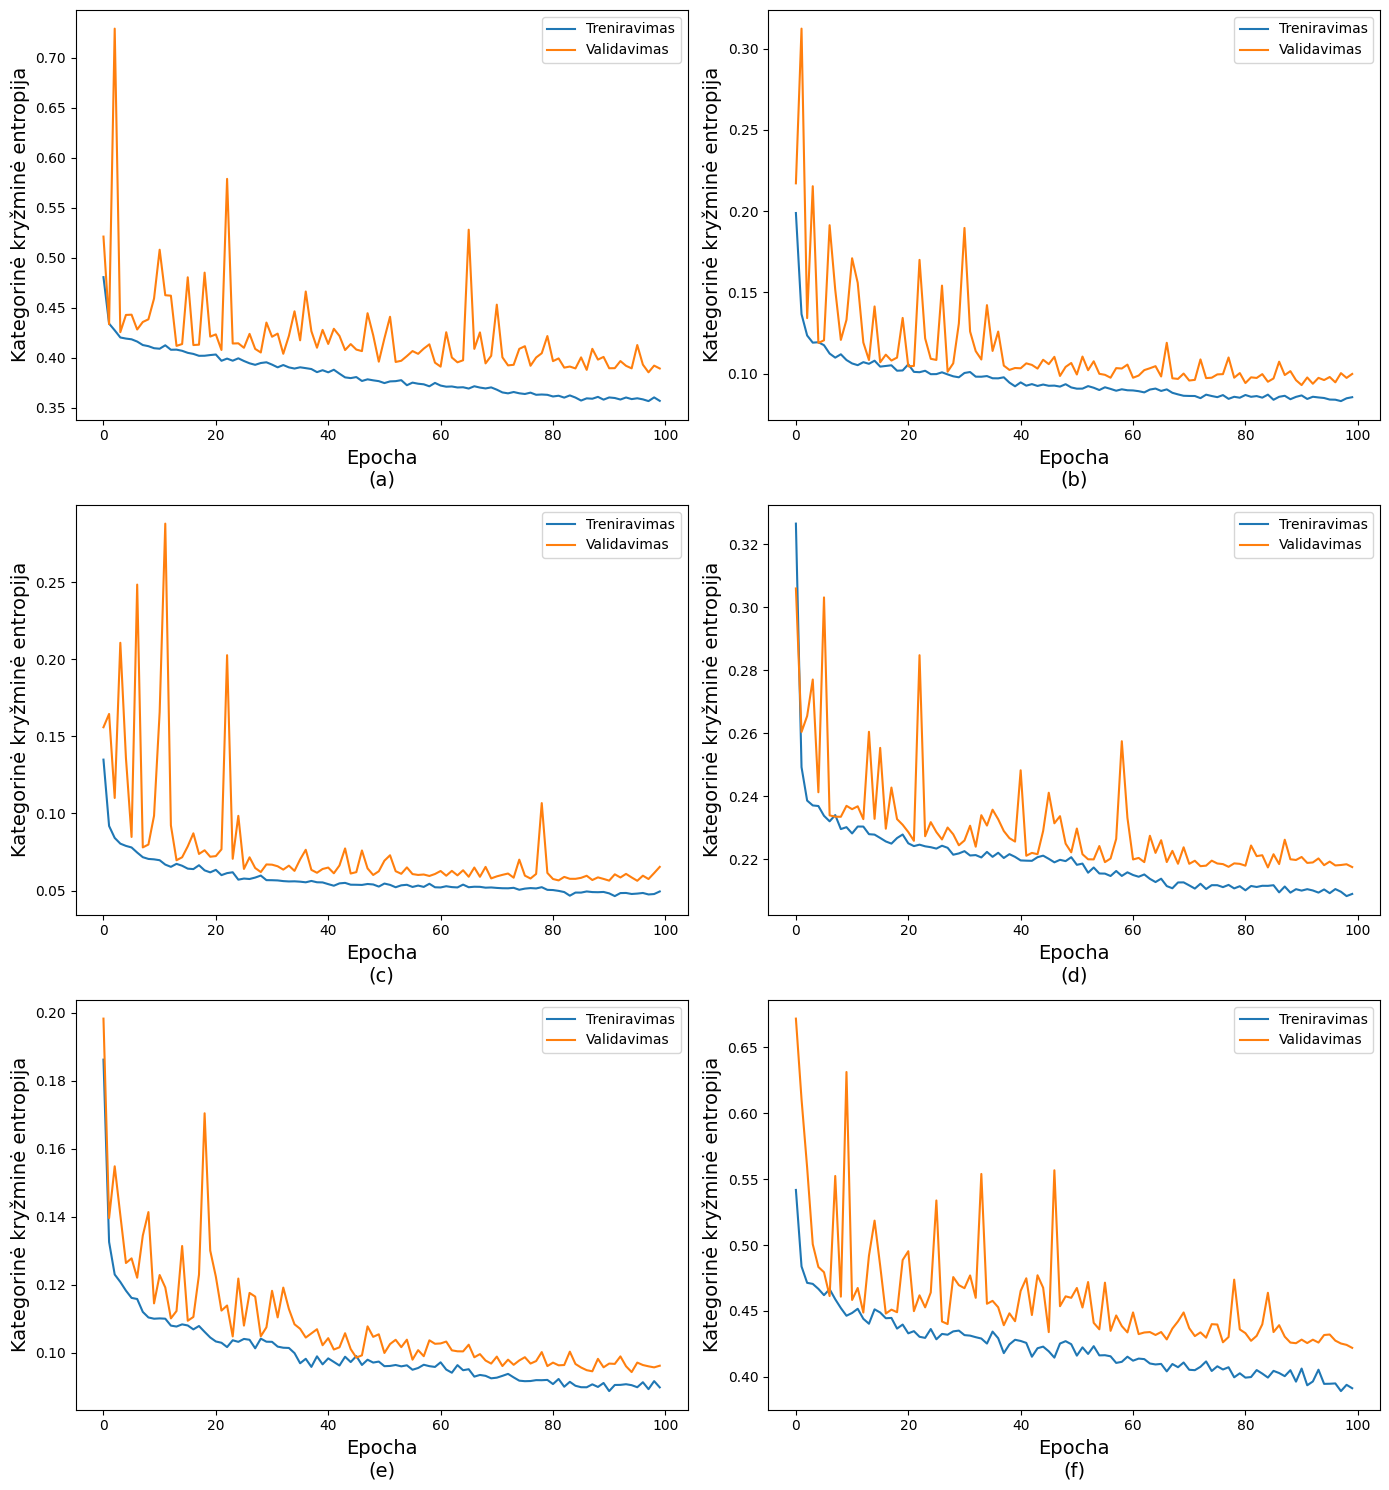 Kategorinė kryžminė entropija
0.70
0.65
0.60
0.55
0.50
0.45
0.40
0.35
0
20
40
60
80
100
Treniravimas
Validavimas
Epocha
(a)
Kategorinė kryžminė entropija
0.30
0.25
0.20
0.15
0.10
0
20
40
60
80
100
Treniravimas
Validavimas
Epocha
(b)
Kategorinė kryžminė entropija
0.25
0.20
0.15
0.10
0.05
0
20
40
60
80
100
Treniravimas
Validavimas
Epocha
(c)
Kategorinė kryžminė entropija
0.32
0.30
0.28
0.26
0.24
0.22
0
20
40
60
80
100
Treniravimas
Validavimas
Epocha
(d)
Kategorinė kryžminė entropija
0.20
0.18
0.16
0.14
0.12
0.10
0
20
40
60
80
100
Treniravimas
Validavimas
Epocha
(e)
Kategorinė kryžminė entropija
0.65
0.60
0.55
0.50
0.45
0.40
0
20
40
60
80
100
Treniravimas
Validavimas
Epocha
(f)